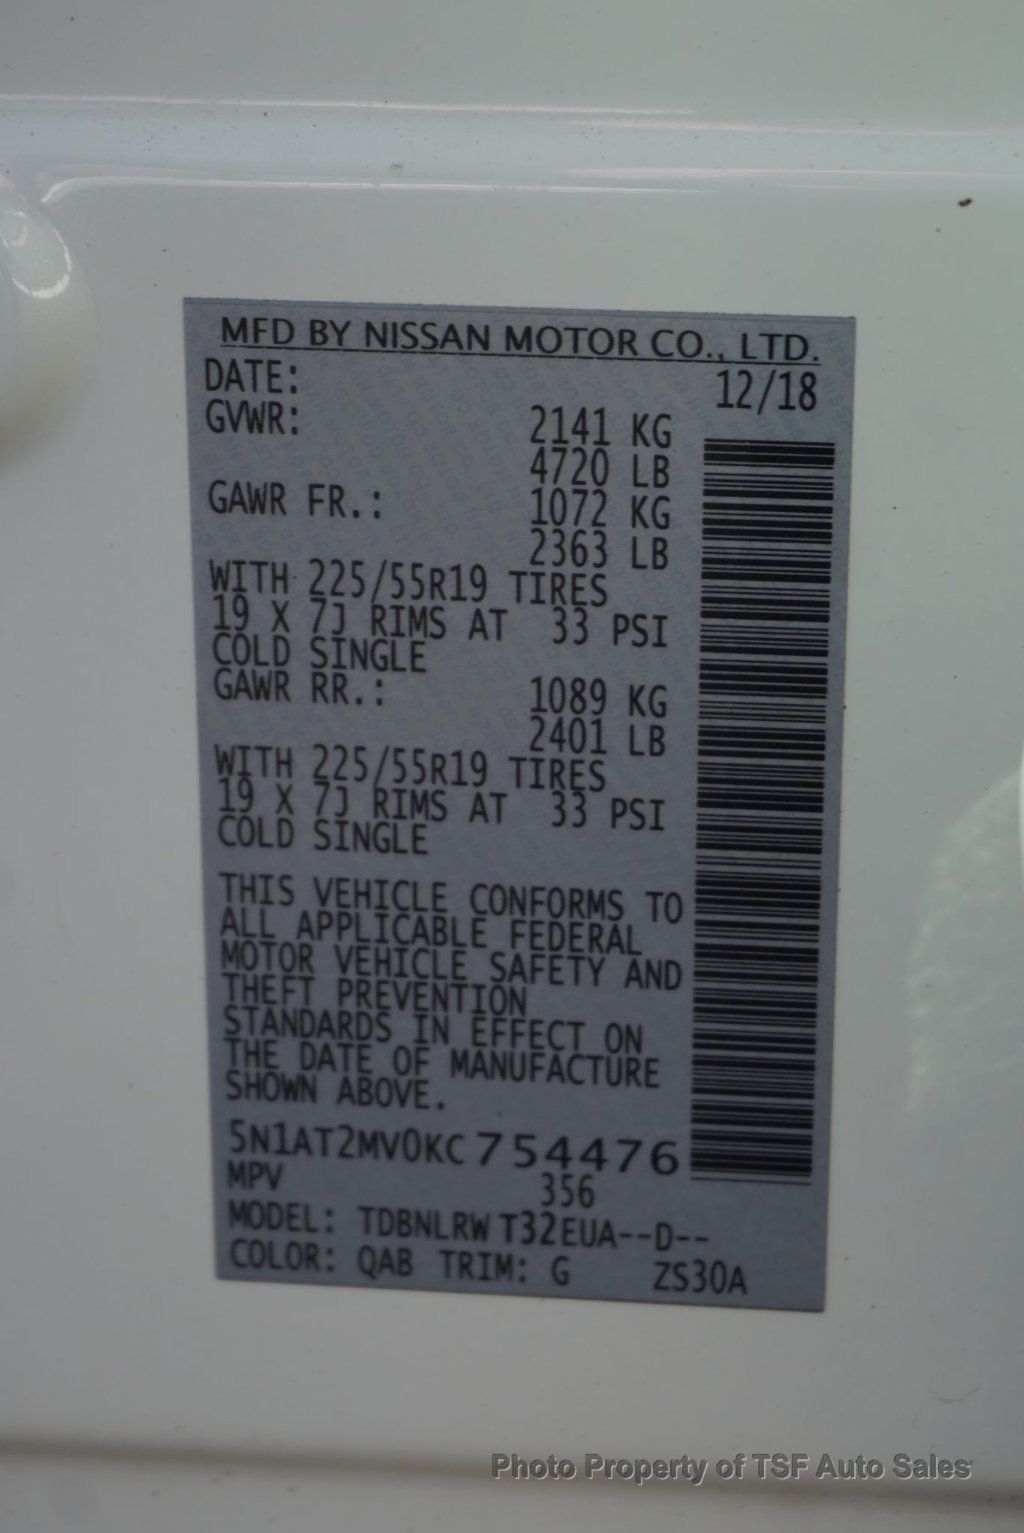 MFD BY NISSAN MOTOR CO., LTD.
DATE: 12/18
GVWR: 2141 KG
4720 LB
GAWR FR.: 1072 KG
2363 LB
WITH 225/55R19 TIRES
19 X 7J RIMS AT 33 PSI
COLD SINGLE
GAWR RR.: 1089 KG
2401 LB
WITH 225/55R19 TIRES
19 X 7J RIMS AT 33 PSI
COLD SINGLE
THIS VEHICLE CONFORMS TO
ALL APPLICABLE FEDERAL
MOTOR VEHICLE SAFETY AND
THEFT PREVENTION
STANDARDS IN EFFECT ON
THE DATE OF MANUFACTURE
SHOWN ABOVE.
5N1AT2MV0KC754476
MPV 356
MODEL: TDBNLRW T32EUA--D--
COLOR: QAB TRIM: G ZS30A
Photo Property of TSF Auto Sales